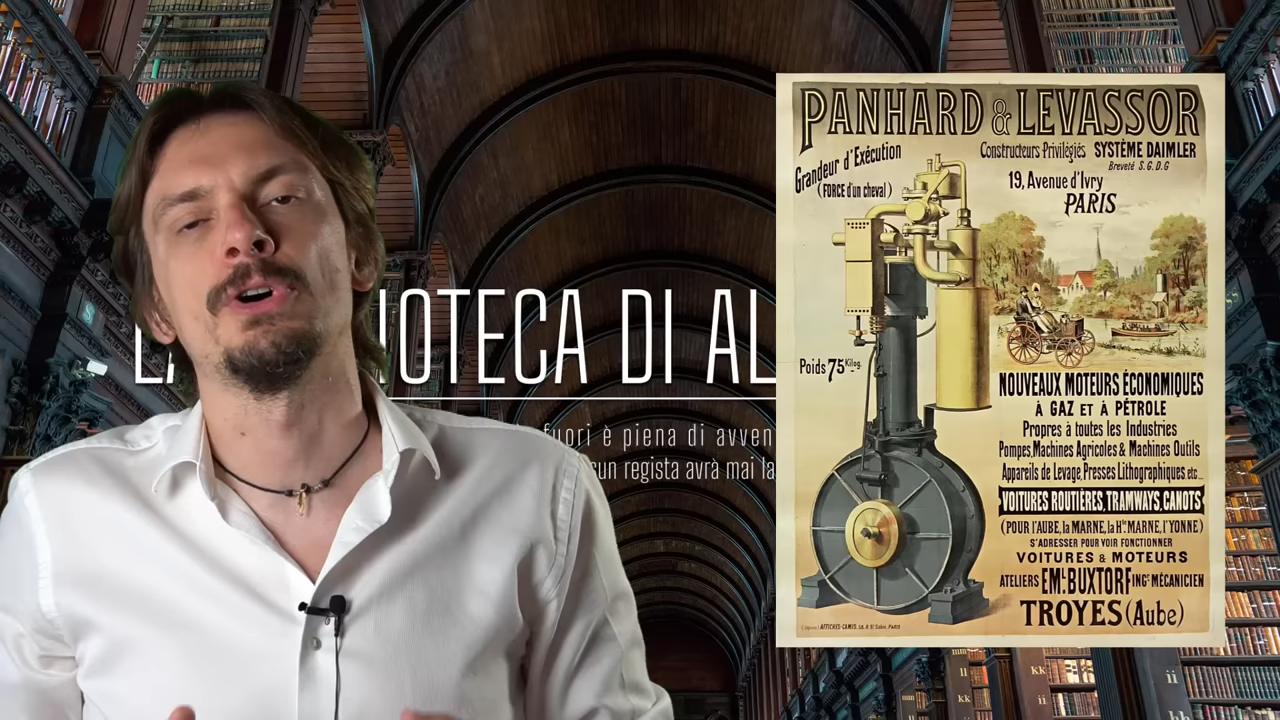 IOTECA DI AL
fuori è piena di avven
sun regista avrà mai la
PANHARD & LEVASSOR
Grandeur d'Exécution
(FORCE d'un cheval)
Constructeurs Privilégiés SYSTÈME DAIMLER
Breveté S.G.D.G
19, Avenue d'Ivry
PARIS
Poids 75 Kilog.
NOUVEAUX MOTEURS ÉCONOMIQUES
À GAZ ET À PÉTROLE
Propres à toutes les Industries
Pompes, Machines Agricoles & Machines Outils
Appareils de Levage, Presses Lithographiques etc...
VOITURES ROUTIÈRES, TRAMWAYS, CANOTS
(POUR l'AUBE, la MARNE, la Hte MARNE, l'YONNE)
S'ADRESSER POUR VOIR FONCTIONNER
VOITURES & MOTEURS
ATELIERS EM. BUXTORF ING.r MÉCANICIEN
TROYES (Aube)